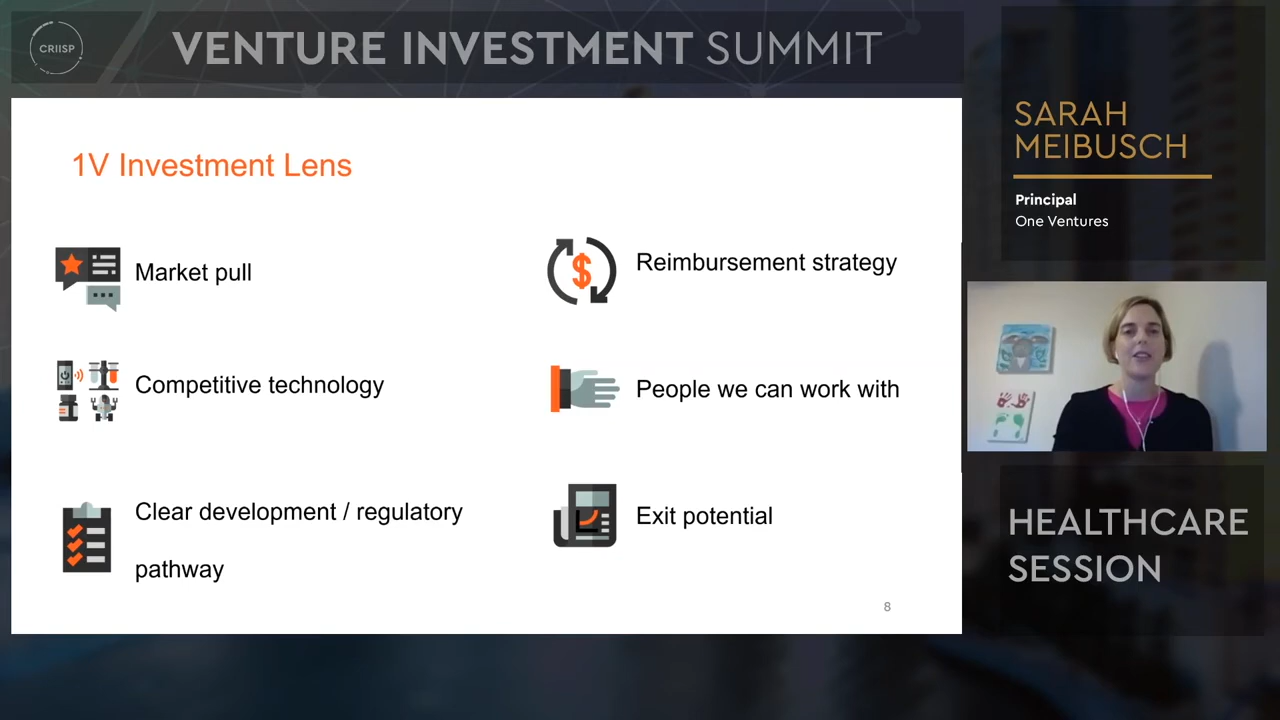 CRIISP
VENTURE INVESTMENT SUMMIT
1V Investment Lens
Market pull
Competitive technology
Clear development / regulatory
pathway
Reimbursement strategy
People we can work with
Exit potential
8
SARAH
MEIBUSCH
Principal
One Ventures
HEALTHCARE
SESSION